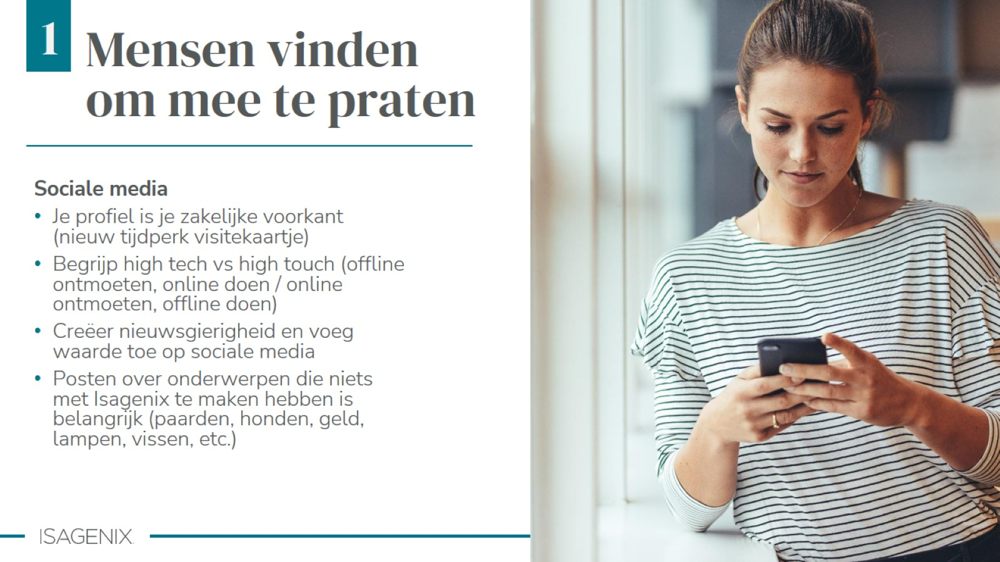 1
Mensen vinden
om mee te praten
Sociale media
• Je profiel is je zakelijke voorkant
(nieuw tijdperk visitekaartje)
• Begrijp high tech vs high touch (offline
ontmoeten, online doen / online
ontmoeten, offline doen)
• Creëer nieuwsgierigheid en voeg
waarde toe op sociale media
• Posten over onderwerpen die niets
met Isagenix te maken hebben is
belangrijk (paarden, honden, geld,
lampen, vissen, etc.)
ISAGENIX